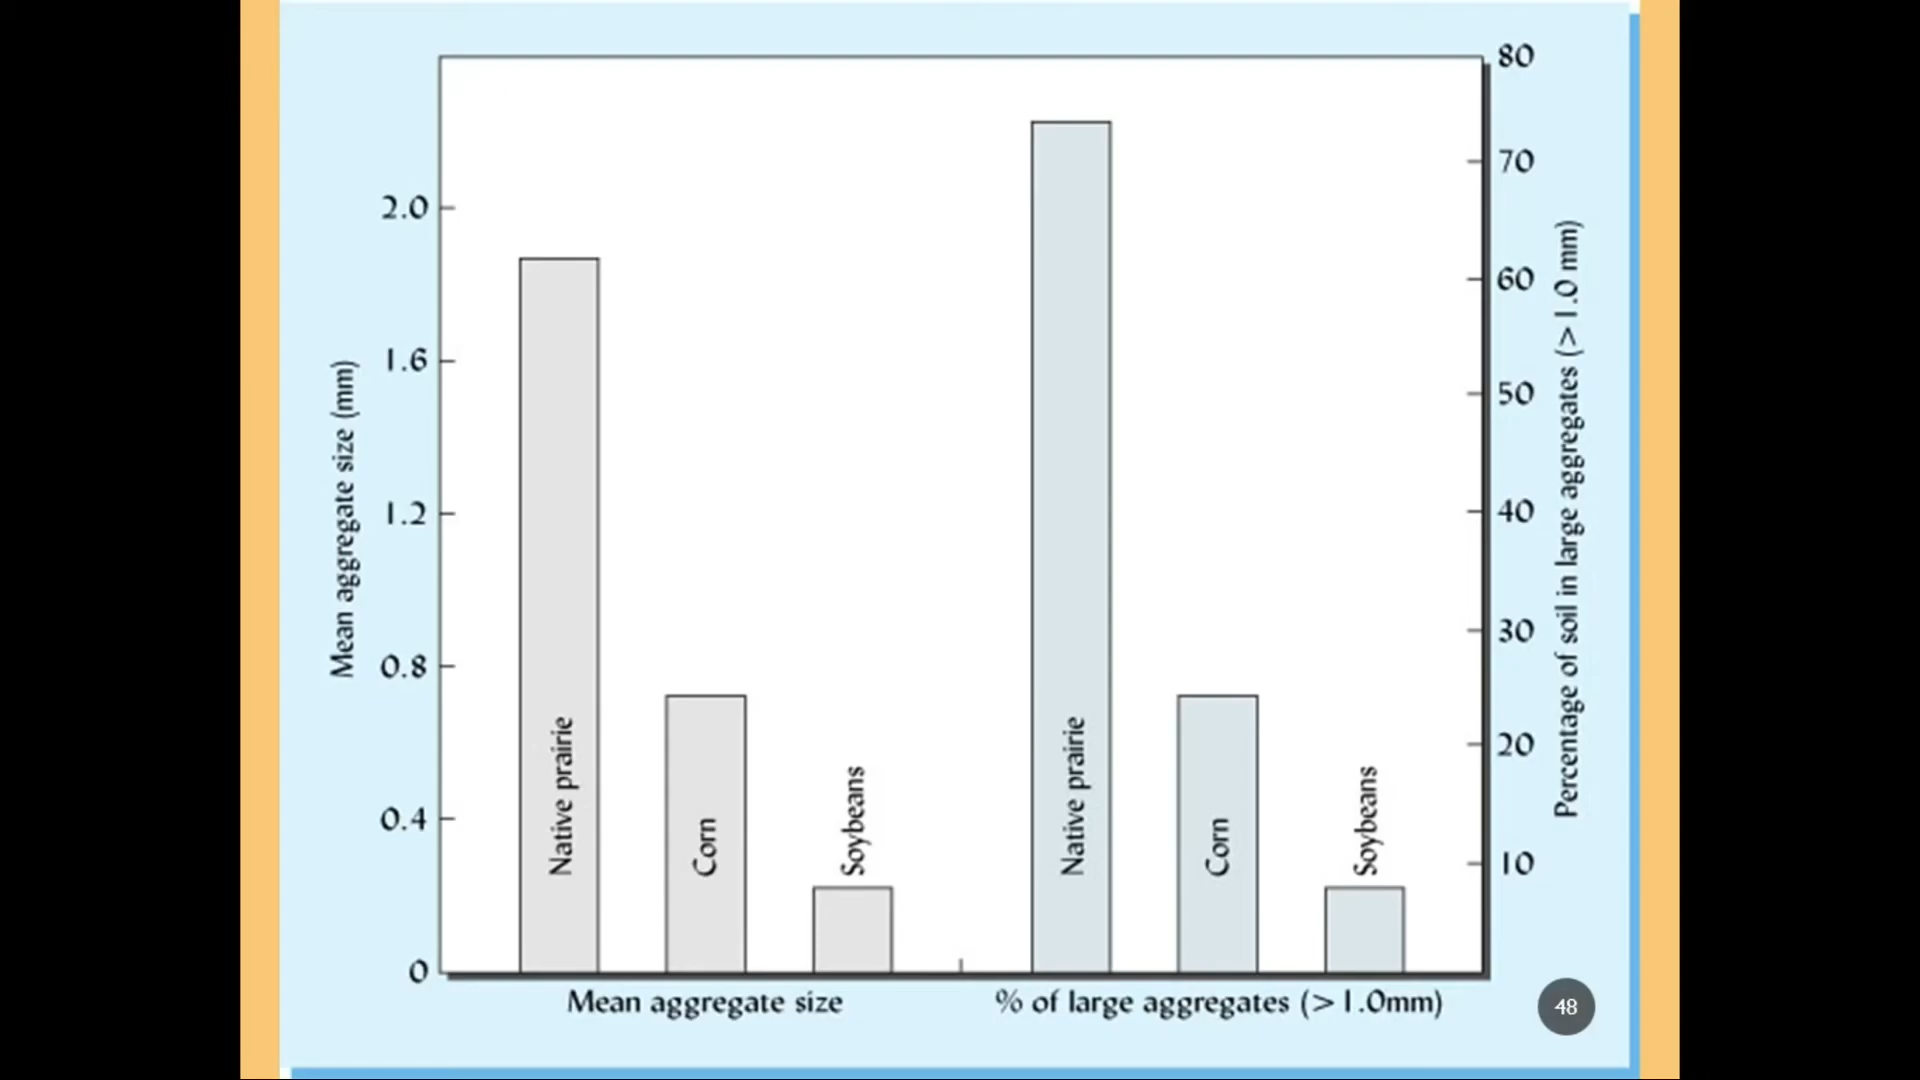 80
70
60
50
40
30
20
10
2.0
1.6
1.2
0.8
0.4
0
Mean aggregate size (mm)
Percentage of soil in large aggregates (> 1.0 mm)
Native prairie
Corn
Soybeans
Native prairie
Corn
Soybeans
Mean aggregate size
% of large aggregates (> 1.0mm)
48